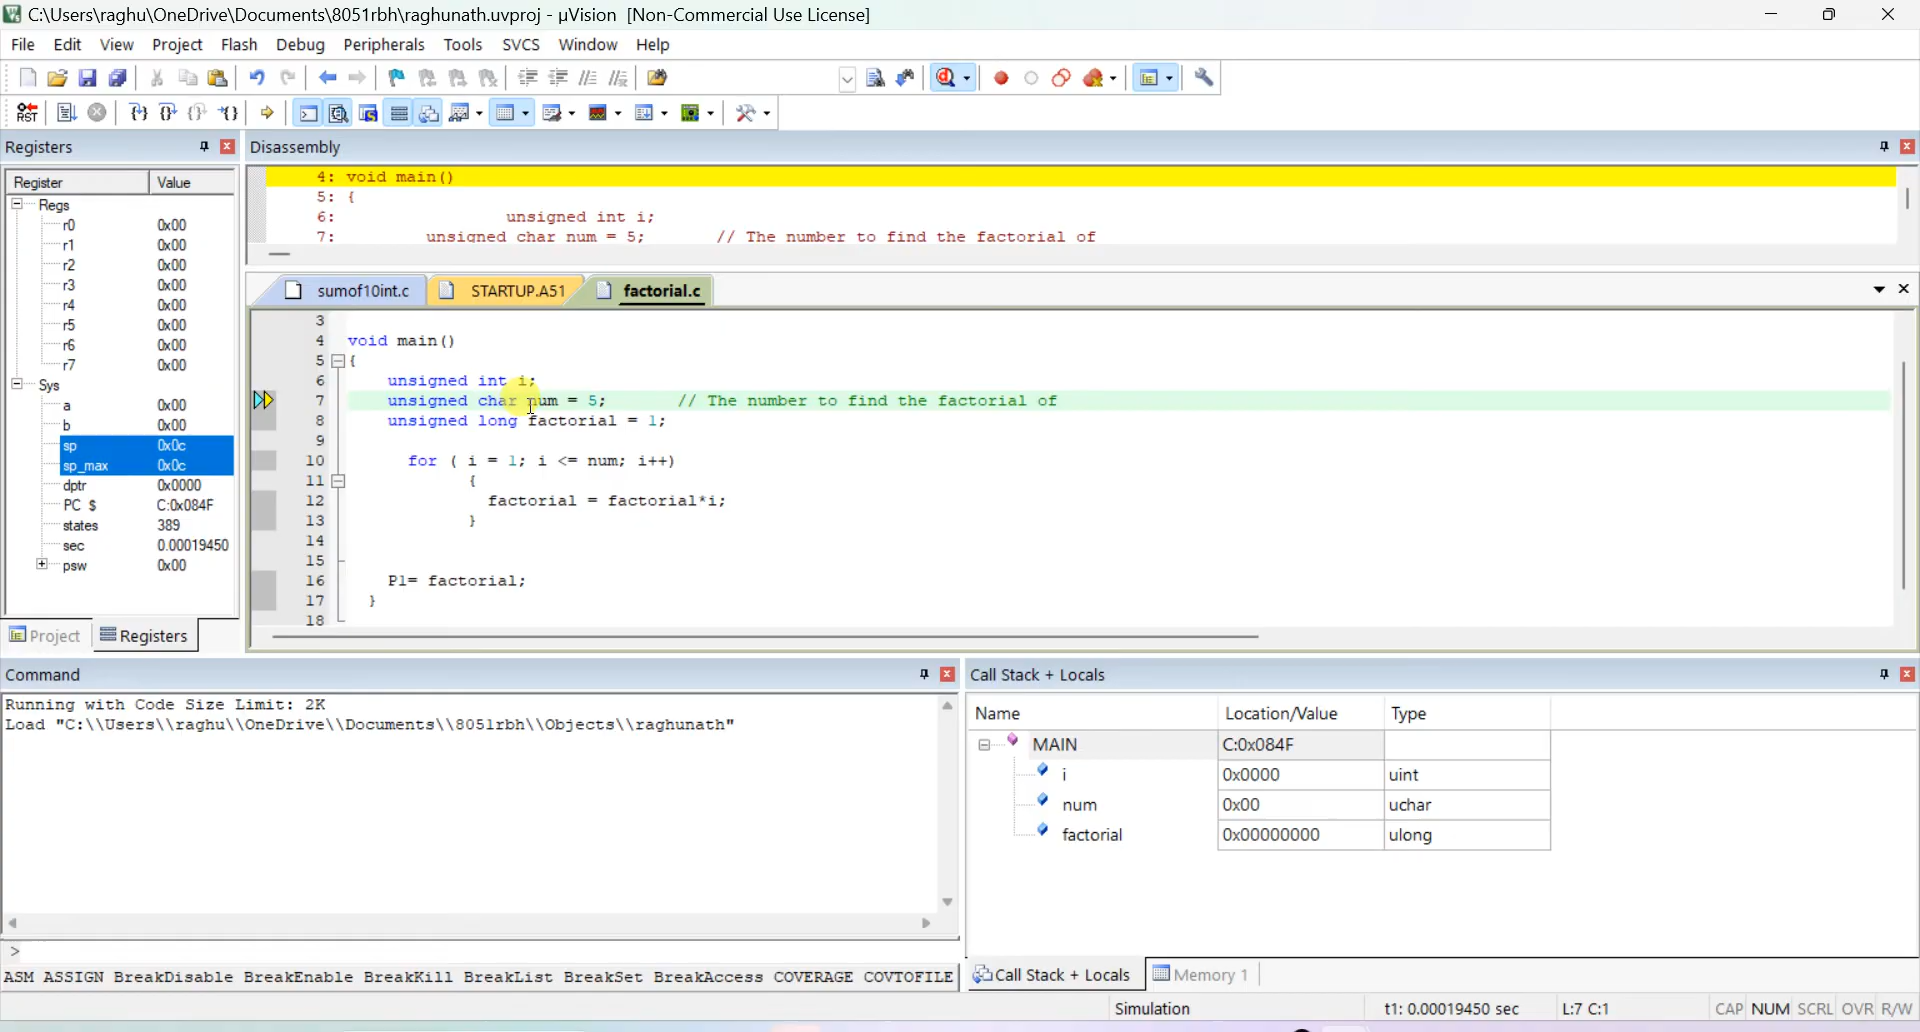 C:\Users\raghu\OneDrive\Documents\8051rbh\raghunath.uvproj - µVision [Non-Commercial Use License]
File Edit View Project Flash Debug Peripherals Tools SVCS Window Help
RST
Registers
Disassembly
Register Value
Regs
r0 0x00
r1 0x00
r2 0x00
r3 0x00
r4 0x00
r5 0x00
r6 0x00
r7 0x00
Sys
a 0x00
b 0x00
sp 0x0c
sp_max 0x0c
dptr 0x0000
PC $ C:0x084F
states 389
sec 0.00019450
psw 0x00
Project Registers
4: void main()
5: {
6: unsigned int i;
7: unsigned char num = 5; // The number to find the factorial of
sumof10int.c STARTUP.A51 factorial.c
3
4 void main()
5 {
6 unsigned int i;
7 unsigned char num = 5; // The number to find the factorial of
8 unsigned long factorial = 1;
9
10 for ( i = 1; i <= num; i++)
11 {
12 factorial = factorial*i;
13 }
14
15
16 P1= factorial;
17 }
18
Command
Running with Code Size Limit: 2K
Load "C:\\Users\\raghu\\OneDrive\\Documents\\8051rbh\\Objects\\raghunath"
>
ASM ASSIGN BreakDisable BreakEnable BreakKill BreakList BreakSet BreakAccess COVERAGE COVTOFILE
Call Stack + Locals
Name Location/Value Type
MAIN C:0x084F
i 0x0000 uint
num 0x00 uchar
factorial 0x00000000 ulong
Call Stack + Locals Memory 1
Simulation t1: 0.00019450 sec L:7 C:1 CAP NUM SCRL OVR R/W